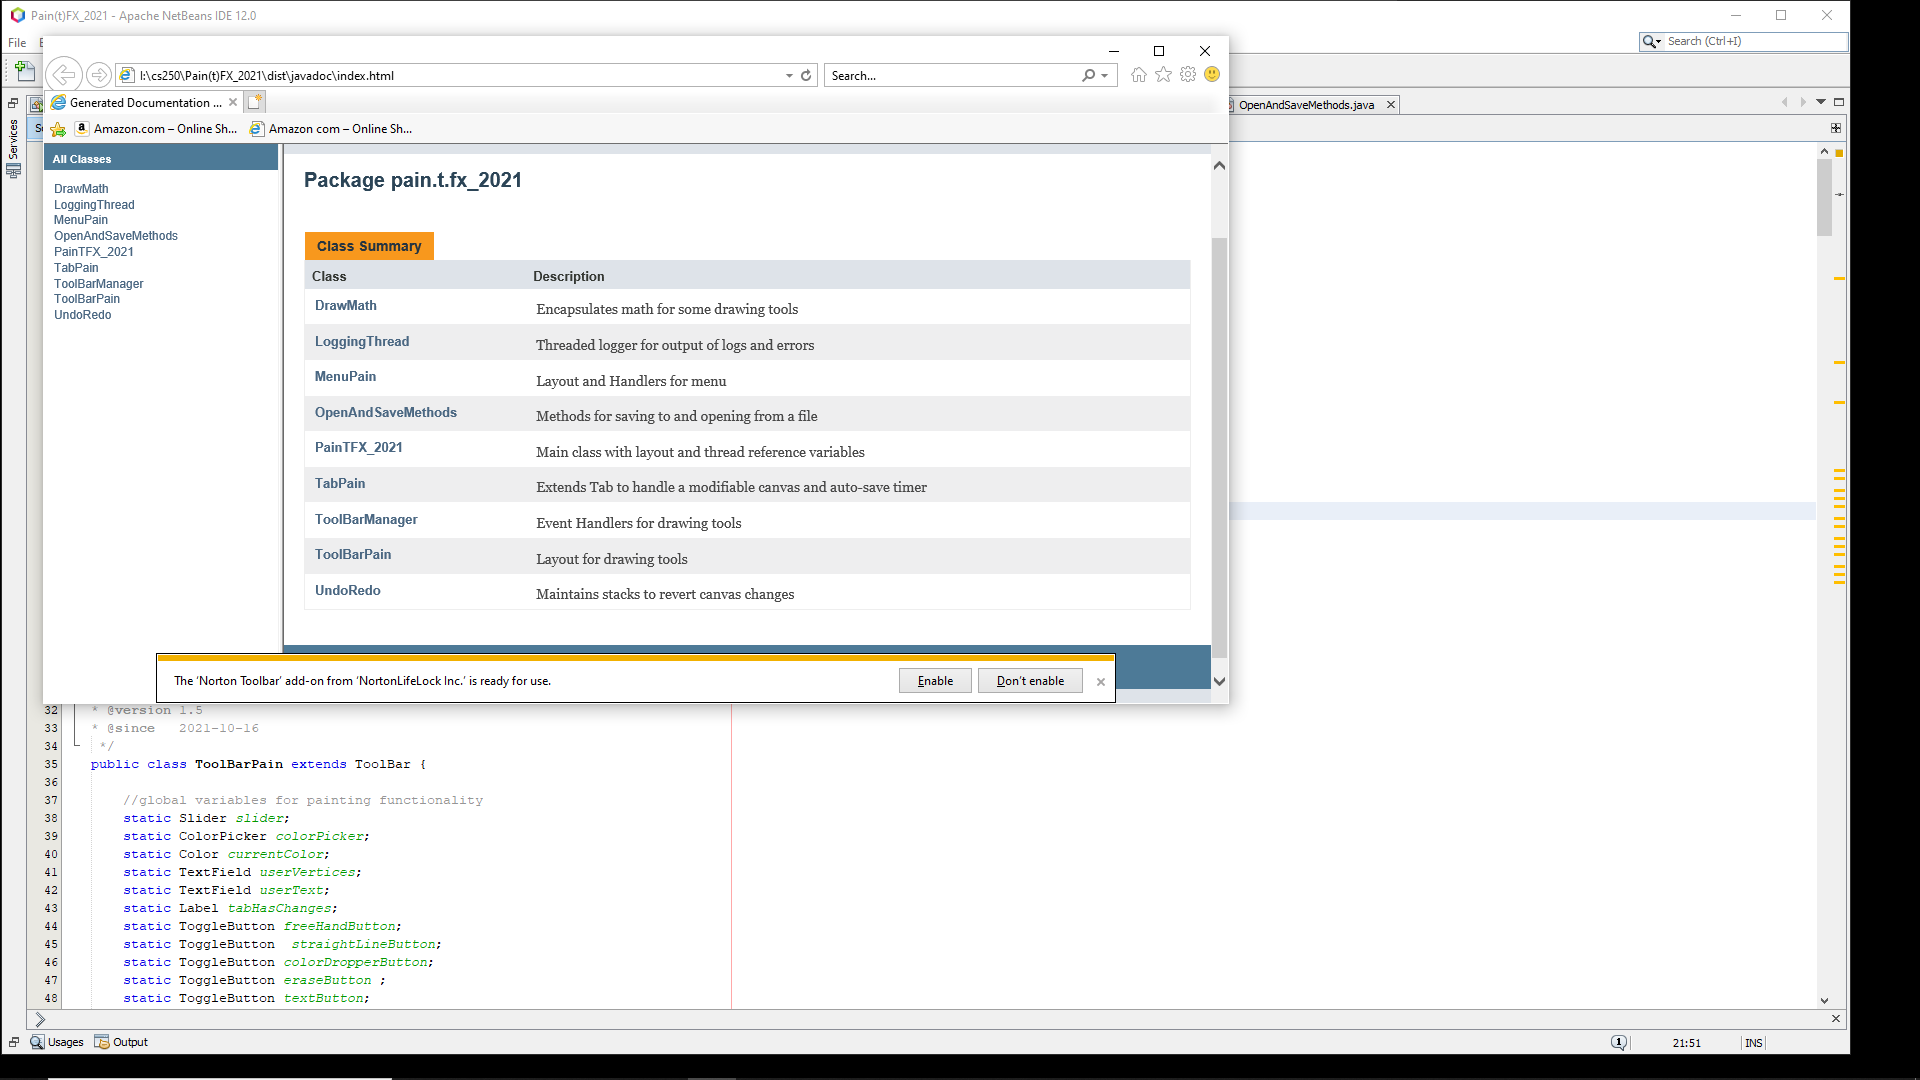 Pain(t)FX_2021 - Apache NetBeans IDE 12.0
File
Search (Ctrl+I)
I:\cs250\Pain(t)FX_2021\dist\javadoc\index.html
Search...
Generated Documentation ...
OpenAndSaveMethods.java
a Amazon.com – Online Sh...
Amazon com – Online Sh...
Services
All Classes
DrawMath
LoggingThread
MenuPain
OpenAndSaveMethods
PainTFX_2021
TabPain
ToolBarManager
ToolBarPain
UndoRedo
Package pain.t.fx_2021
Class Summary
Class Description
DrawMath Encapsulates math for some drawing tools
LoggingThread Threaded logger for output of logs and errors
MenuPain Layout and Handlers for menu
OpenAndSaveMethods Methods for saving to and opening from a file
PainTFX_2021 Main class with layout and thread reference variables
TabPain Extends Tab to handle a modifiable canvas and auto-save timer
ToolBarManager Event Handlers for drawing tools
ToolBarPain Layout for drawing tools
UndoRedo Maintains stacks to revert canvas changes
The 'Norton Toolbar' add-on from 'NortonLifeLock Inc.' is ready for use.
Enable
Don't enable
32 * @version 1.5
33 * @since 2021-10-16
34 */
35 public class ToolBarPain extends ToolBar {
36
37 //global variables for painting functionality
38 static Slider slider;
39 static ColorPicker colorPicker;
40 static Color currentColor;
41 static TextField userVertices;
42 static TextField userText;
43 static Label tabHasChanges;
44 static ToggleButton freeHandButton;
45 static ToggleButton straightLineButton;
46 static ToggleButton colorDropperButton;
47 static ToggleButton eraseButton ;
48 static ToggleButton textButton;
Usages
Output
1
21:51
INS